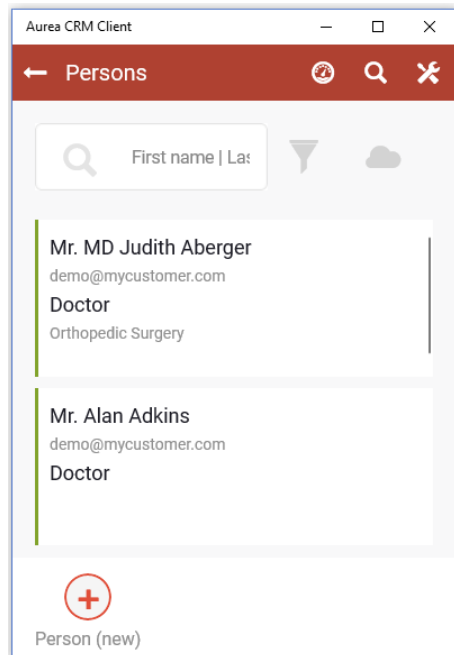 Aurea CRM Client
Persons
First name | Las
Mr. MD Judith Aberger
demo@mycustomer.com
Doctor
Orthopedic Surgery
Mr. Alan Adkins
demo@mycustomer.com
Doctor
Person (new)